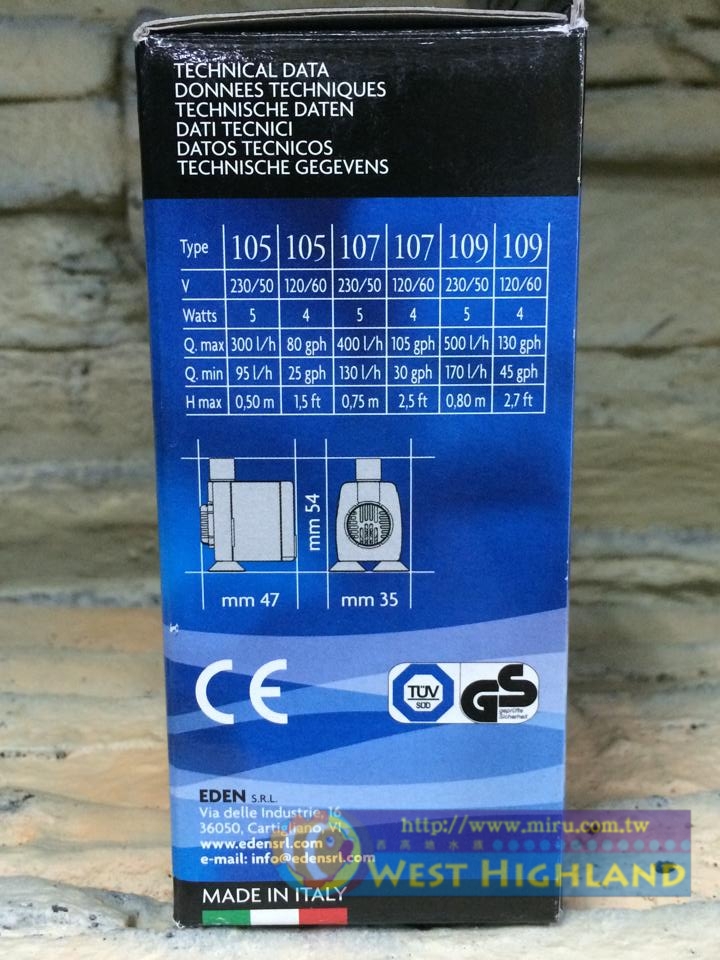 TECHNICAL DATA
DONNEES TECHNIQUES
TECHNISCHE DATEN
DATI TECNICI
DATOS TECNICOS
TECHNISCHE GEGEVENS
Type 105 105 107 107 109 109
V 230/50 120/60 230/50 120/60 230/50 120/60
Watts 5 4 5 4 5 4
Q. max 300 l/h 80 gph 400 l/h 105 gph 500 l/h 130 gph
Q. min 95 l/h 25 gph 130 l/h 30 gph 170 l/h 45 gph
H max 0,50 m 1,5 ft 0,75 m 2,5 ft 0,80 m 2,7 ft
mm 54
mm 47 mm 35
CE
TÜV
SÜD
GS
geprüfte
Sicherheit
EDEN S.R.L.
Via delle Industrie, 16
36050, Cartigliano, VI
www.edensrl.com
e-mail: info@edensrl.com
MADE IN ITALY
http://www.miru.com.tw
西高地水族
WEST HIGHLAND